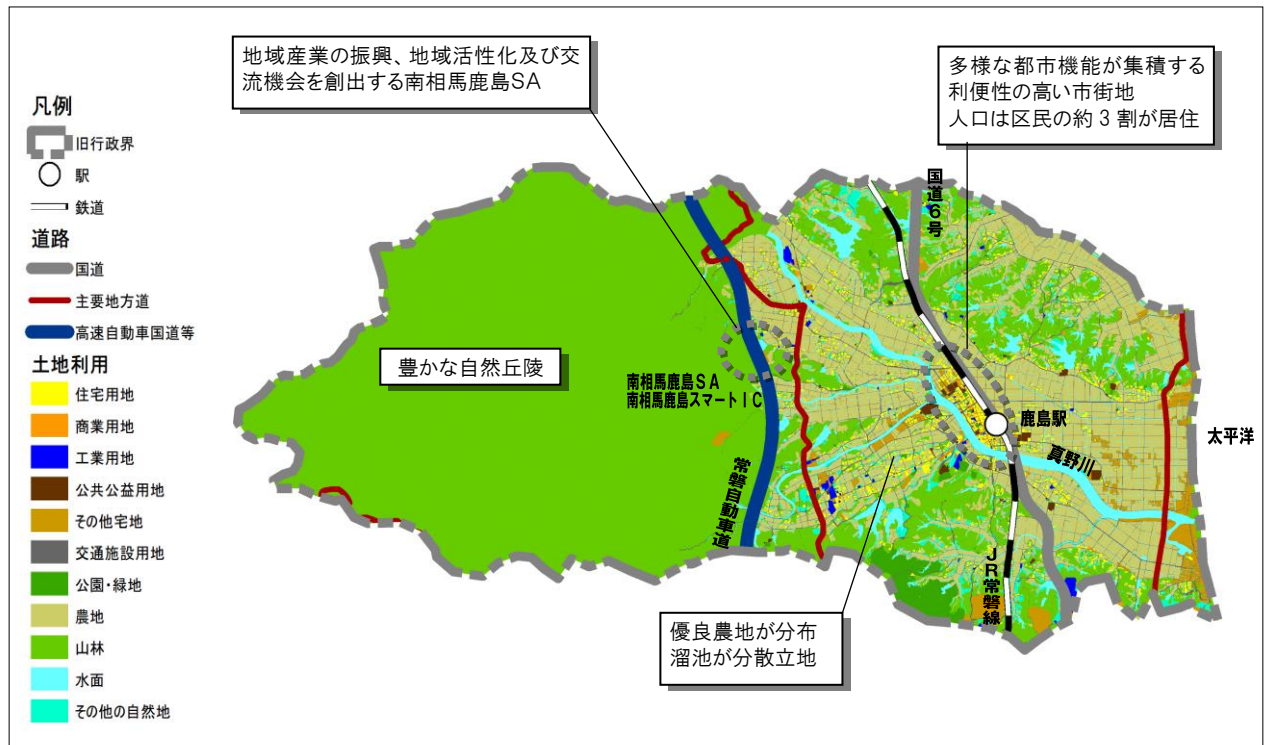 地域産業の振興、地域活性化及び交
流機会を創出する南相馬鹿島SA
多様な都市機能が集積する
利便性の高い市街地
人口は区民の約3割が居住
凡例
旧行政界
駅
鉄道
道路
国道
主要地方道
高速自動車国道等
土地利用
住宅用地
商業用地
工業用地
公共公益用地
その他宅地
交通施設用地
公園・緑地
農地
山林
水面
その他の自然地
国道6号
豊かな自然丘陵
南相馬鹿島SA
南相馬鹿島スマートIC
鹿島駅
太平洋
真野川
常磐自動車道
JR常磐線
優良農地が分布
溜池が分散立地